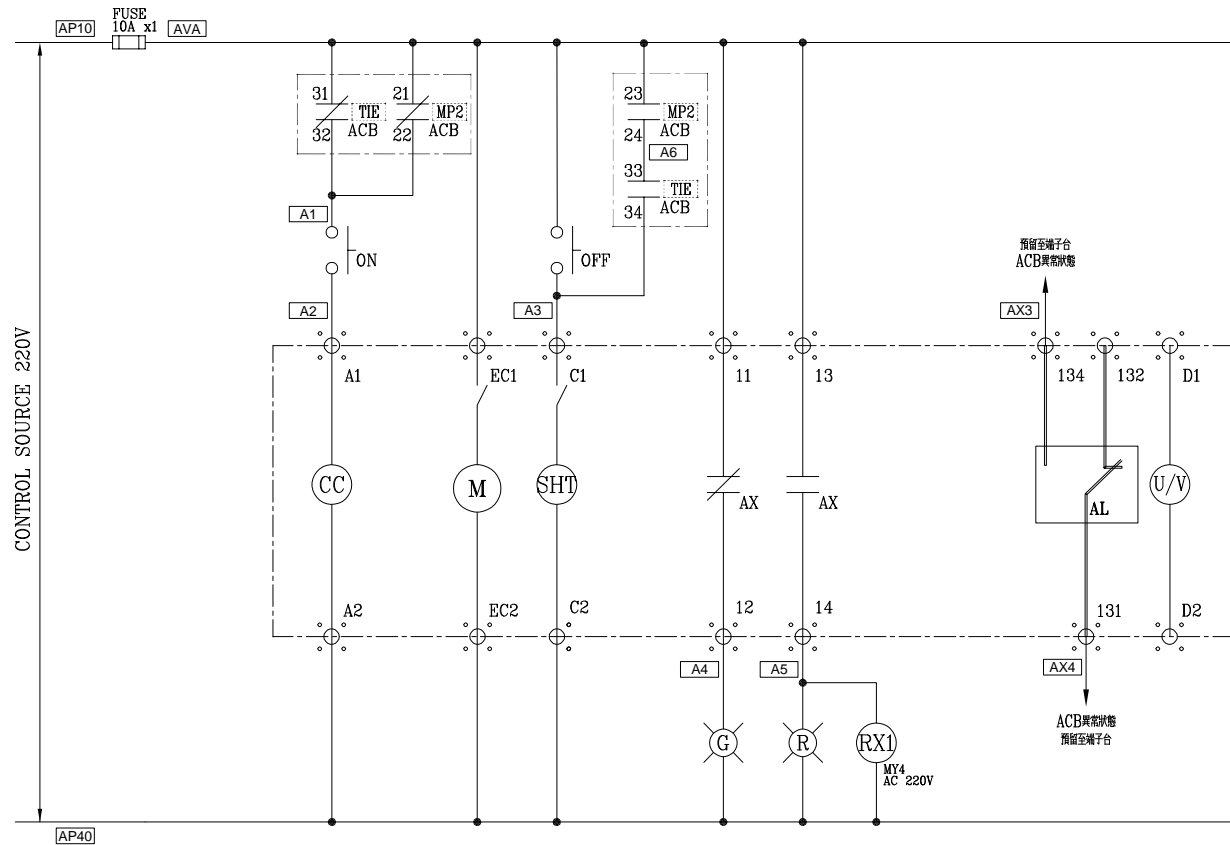 FUSE
10A x1
AP10
AVA
31
TIE
32
ACB
21
MP2
22
ACB
23
MP2
24
ACB
A6
33
TIE
34
ACB
A1
ON
OFF
A2
A3
預留至端子台
ACB異常狀態
AX3
CONTROL SOURCE 220V
A1
EC1
C1
11
13
134
132
D1
CC
M
SHT
AX
AX
AL
U/V
A2
EC2
C2
12
14
131
D2
A4
A5
AX4
G
R
RX1
MY4
AC 220V
ACB異常狀態
預留至端子台
AP40